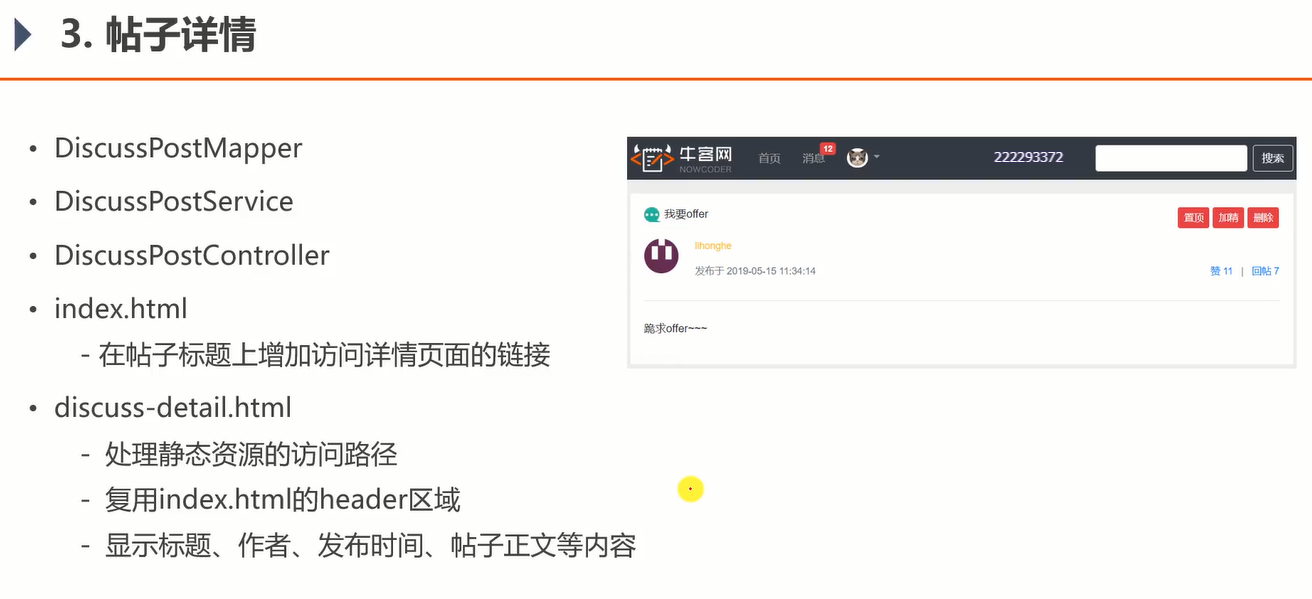 3. 帖子详情
• DiscussPostMapper
• DiscussPostService
• DiscussPostController
• index.html
- 在帖子标题上增加访问详情页面的链接
• discuss-detail.html
- 处理静态资源的访问路径
- 复用index.html的header区域
- 显示标题、作者、发布时间、帖子正文等内容
牛客网
NOWCODER
首页 消息 12 222293372 搜索
我要offer 置顶 加精 删除
lihonghe
发布于 2019-05-15 11:34:14 赞 11 | 回帖 7
跪求offer~~~